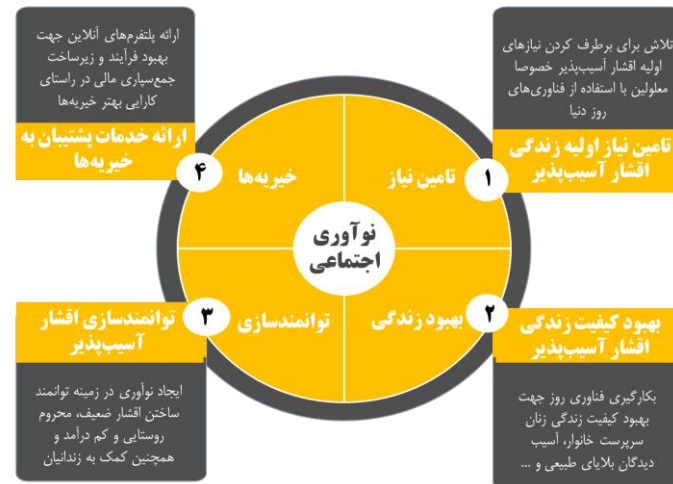 نوآوری
اجتماعی
تامین نیاز
۱
تلاش برای برطرف کردن نیازهای
اولیه اقشار آسیب‌پذیر خصوصا
معلولین با استفاده از فناوری‌های
روز دنیا
تامین نیاز اولیه زندگی
اقشار آسیب‌پذیر
بهبود زندگی
۲
بهبود کیفیت زندگی
اقشار آسیب‌پذیر
بکارگیری فناوری روز جهت
بهبود کیفیت زندگی زنان
سرپرست خانوار، آسیب
دیدگان بلایای طبیعی و ...
توانمندسازی
۳
توانمندسازی اقشار
آسیب‌پذیر
ایجاد نوآوری در زمینه توانمند
ساختن اقشار ضعیف، محروم
روستایی و کم درآمد و
همچنین کمک به زندانیان
خیریه‌ها
۴
ارائه پلتفرم‌های آنلاین جهت
بهبود فرآیند و زیرساخت
جمع‌سپاری مالی در راستای
کارایی بهتر خیریه‌ها
ارائه خدمات پشتیبان به
خیریه‌ها